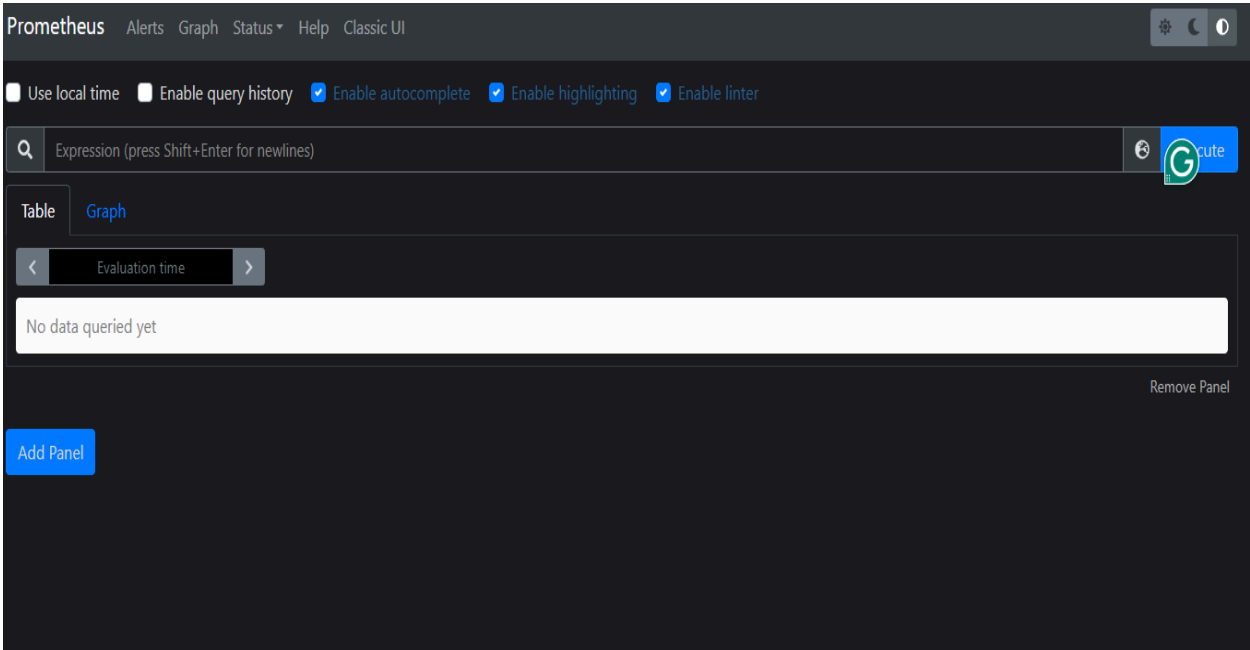 Prometheus Alerts Graph Status Help Classic UI
Use local time Enable query history Enable autocomplete Enable highlighting Enable linter
Expression (press Shift+Enter for newlines)
G cute
Table Graph
Evaluation time
No data queried yet
Remove Panel
Add Panel